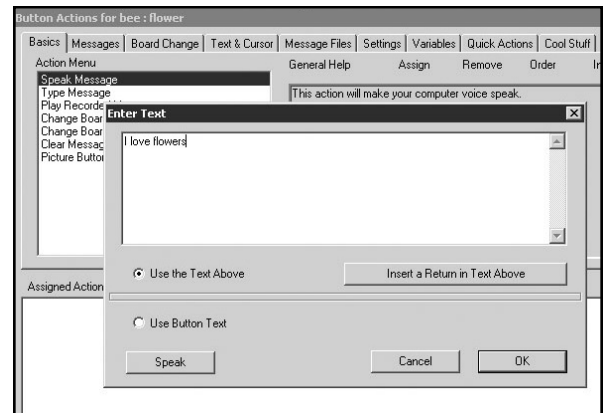 Button Actions for bee : flower
Basics Messages Board Change Text & Cursor Message Files Settings Variables Quick Actions Cool Stuff
Action Menu General Help Assign Remove Order
Speak Message
Type Message This action will make your computer voice speak.
Play Recorde
Change Boar
Change Boar
Clear Messag
Picture Button
Enter Text
I love flowers
Use the Text Above Insert a Return in Text Above
Assigned Action
Use Button Text
Speak Cancel OK